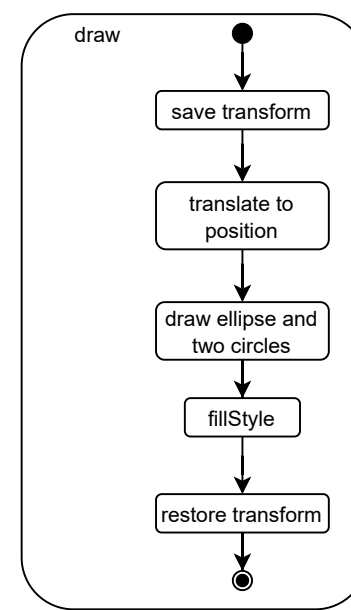 draw
save transform
translate to
position
draw ellipse and
two circles
fillStyle
restore transform